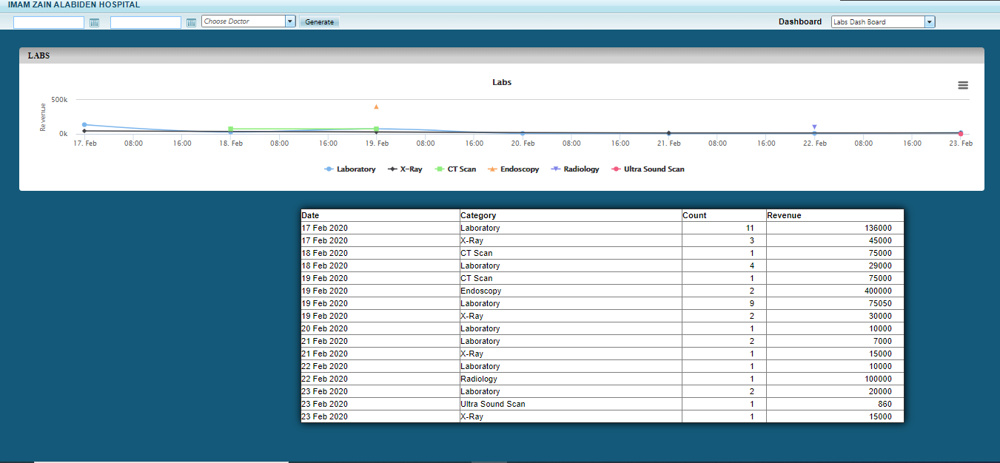 IMAM ZAIN ALABIDEN HOSPITAL
Choose Doctor Generate Dashboard Labs Dash Board
LABS
Labs
Revenue
500k
0k
17. Feb 08:00 16:00 18. Feb 08:00 16:00 19. Feb 08:00 16:00 20. Feb 08:00 16:00 21. Feb 08:00 16:00 22. Feb 08:00 16:00 23. Feb
Laboratory X-Ray CT Scan Endoscopy Radiology Ultra Sound Scan
Date Category Count Revenue
17 Feb 2020 Laboratory 11 136000
17 Feb 2020 X-Ray 3 45000
18 Feb 2020 CT Scan 1 75000
18 Feb 2020 Laboratory 4 29000
19 Feb 2020 CT Scan 1 75000
19 Feb 2020 Endoscopy 2 400000
19 Feb 2020 Laboratory 9 75050
19 Feb 2020 X-Ray 2 30000
20 Feb 2020 Laboratory 1 10000
21 Feb 2020 Laboratory 2 7000
21 Feb 2020 X-Ray 1 15000
22 Feb 2020 Laboratory 1 10000
22 Feb 2020 Radiology 1 100000
23 Feb 2020 Laboratory 2 20000
23 Feb 2020 Ultra Sound Scan 1 860
23 Feb 2020 X-Ray 1 15000